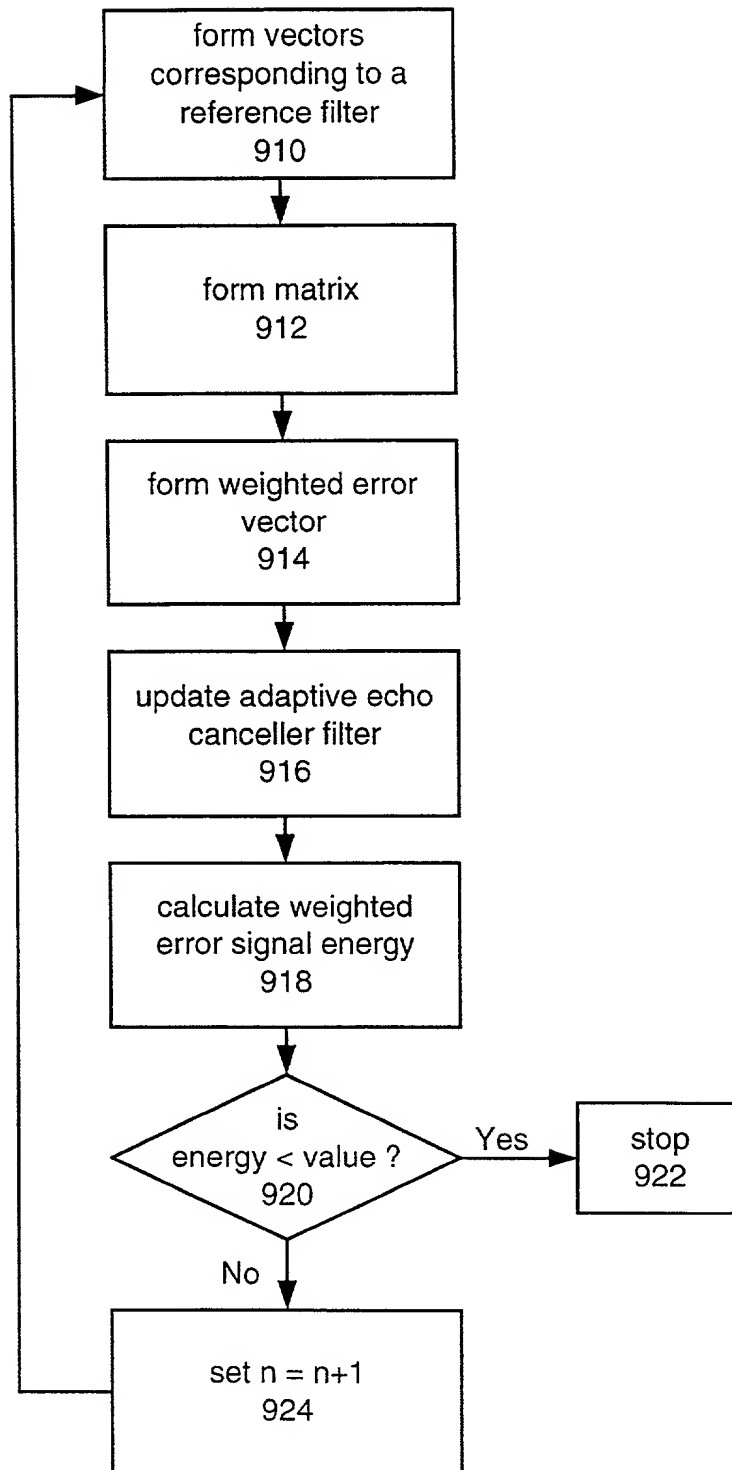 form vectors
corresponding to a
reference filter
910
form matrix
912
form weighted error
vector
914
update adaptive echo
canceller filter
916
calculate weighted
error signal energy
918
is
energy < value ?
920
Yes
stop
922
No
set n = n+1
924